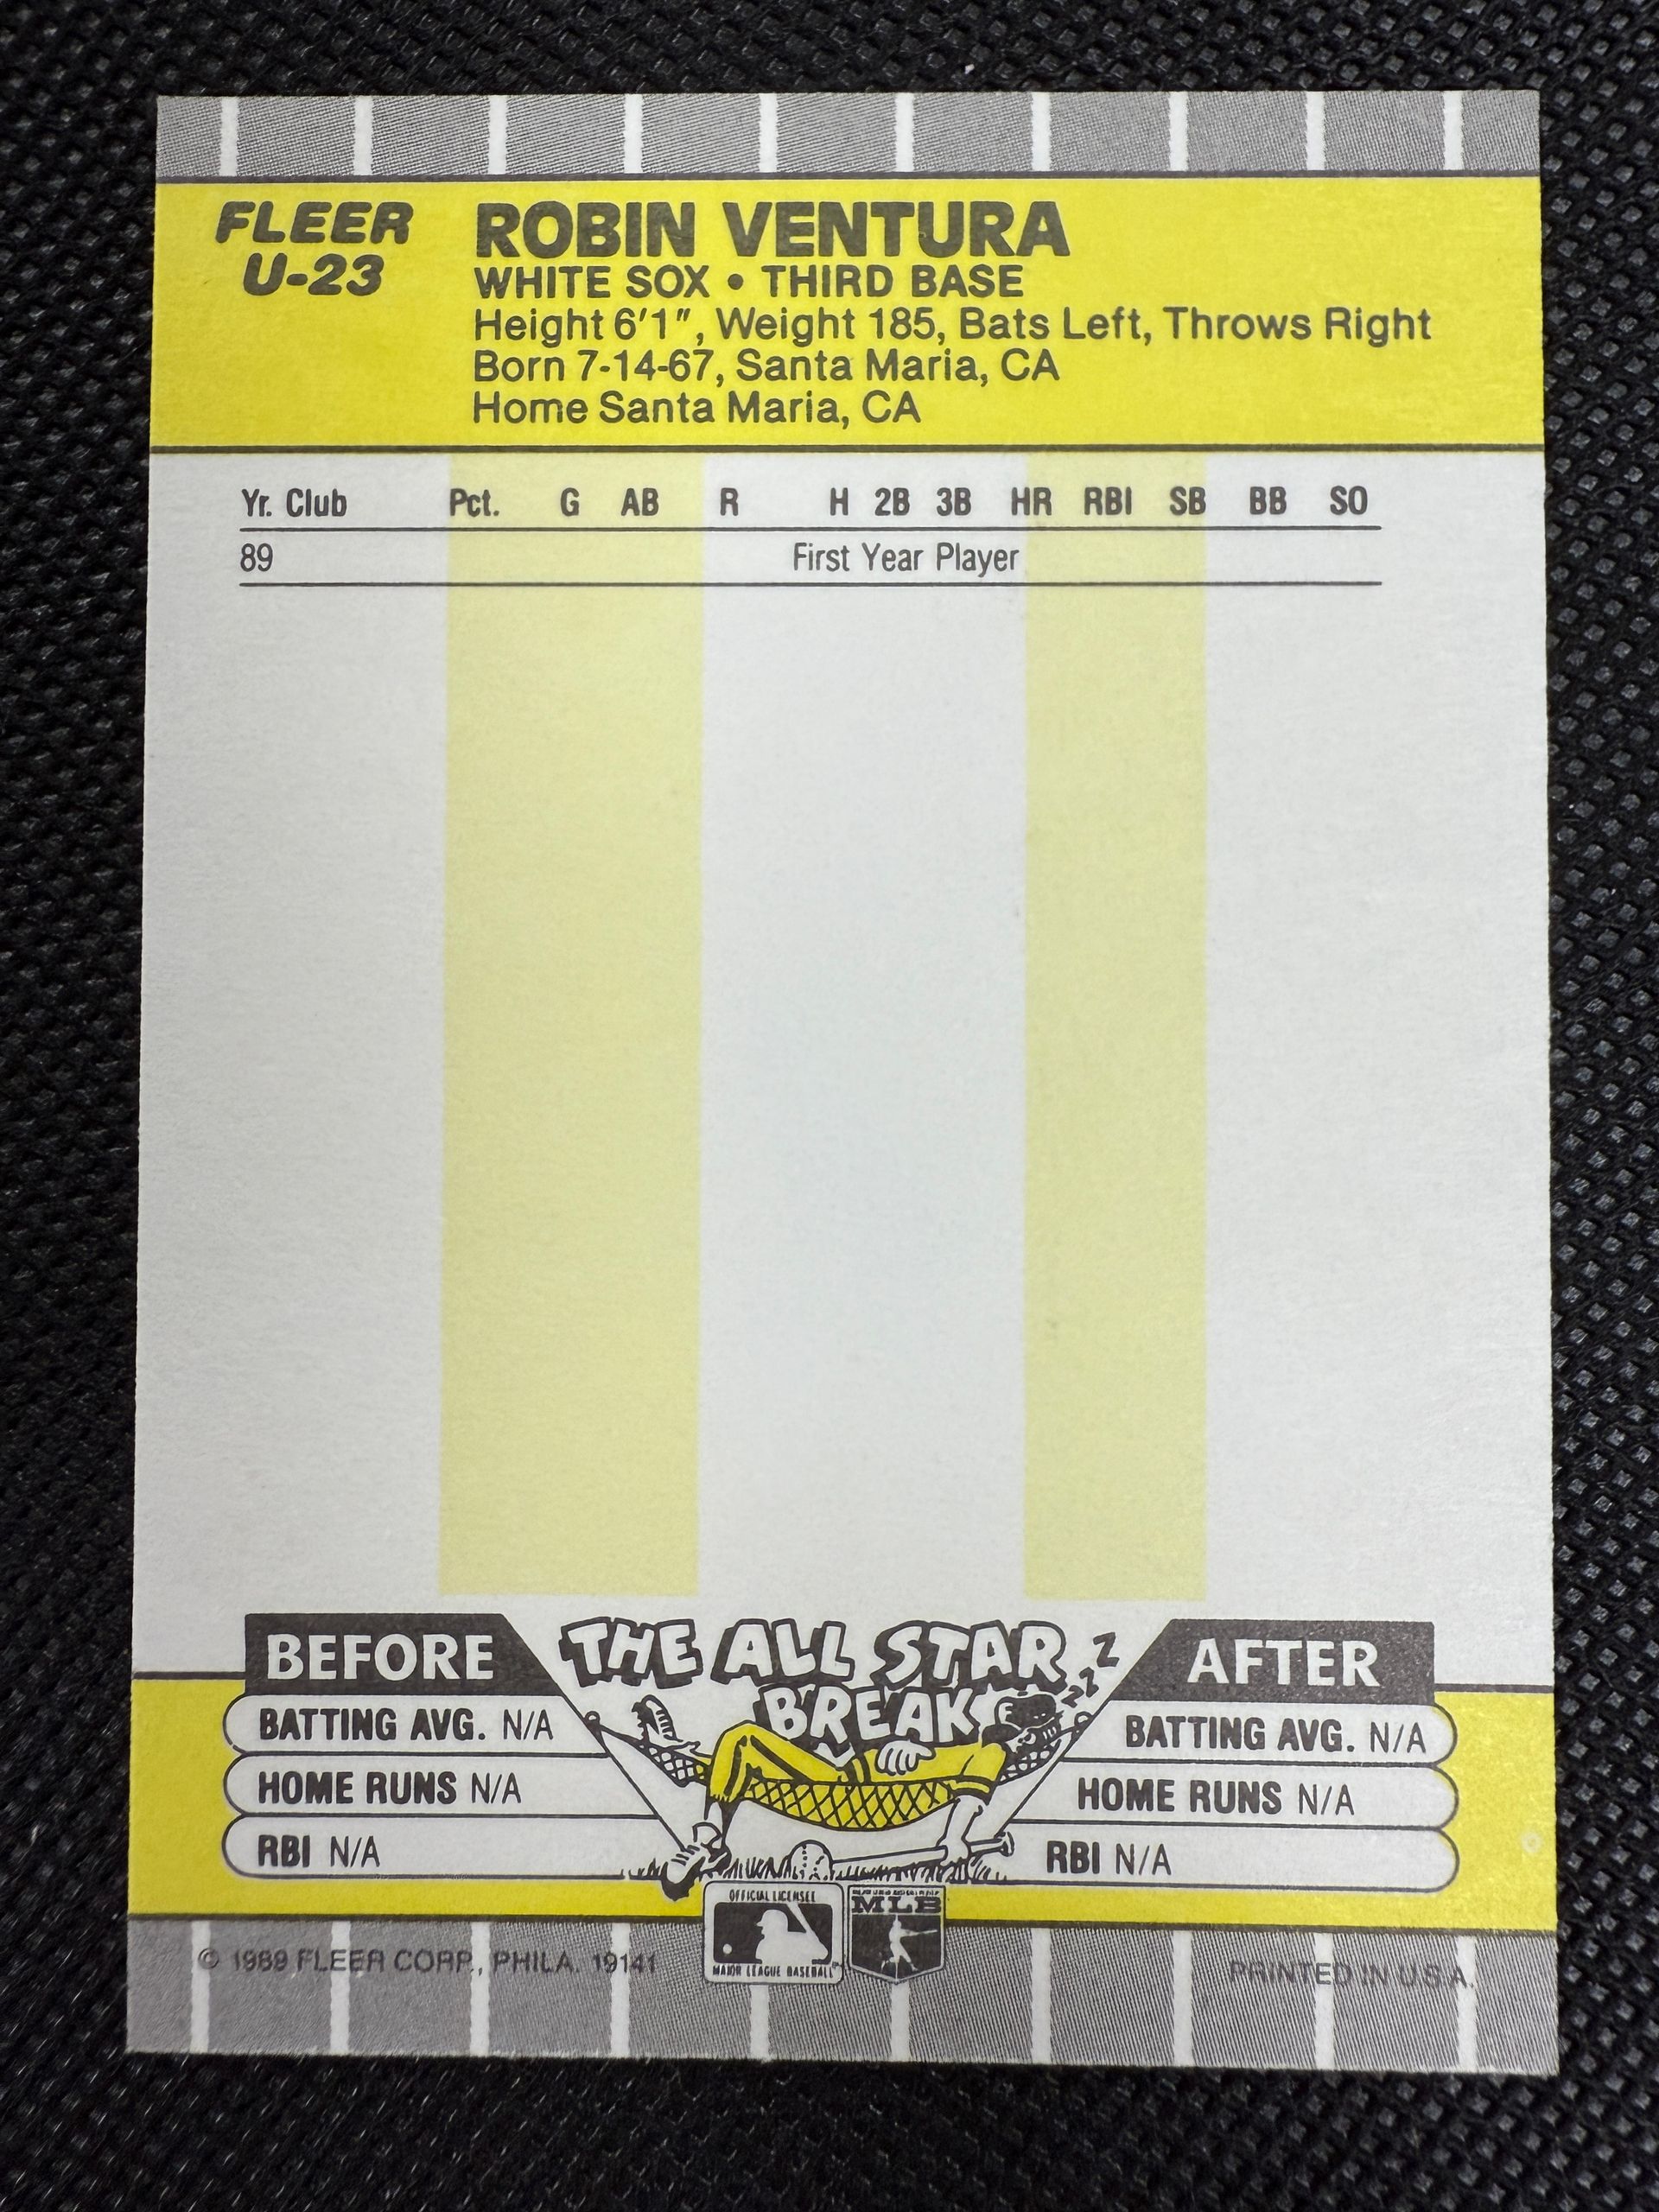 FLEER
U-23
ROBIN VENTURA
WHITE SOX • THIRD BASE
Height 6'1", Weight 185, Bats Left, Throws Right
Born 7-14-67, Santa Maria, CA
Home Santa Maria, CA
Yr. Club Pct. G AB R H 2B 3B HR RBI SB BB SO
89 First Year Player
THE ALL STAR
BREAK
ZZZZ
BEFORE
BATTING AVG. N/A
HOME RUNS N/A
RBI N/A
AFTER
BATTING AVG. N/A
HOME RUNS N/A
RBI N/A
OFFICIAL LICENSEE
MAJOR LEAGUE BASEBALL
MLB
© 1989 FLEER CORP., PHILA. 19141
PRINTED IN U.S.A.